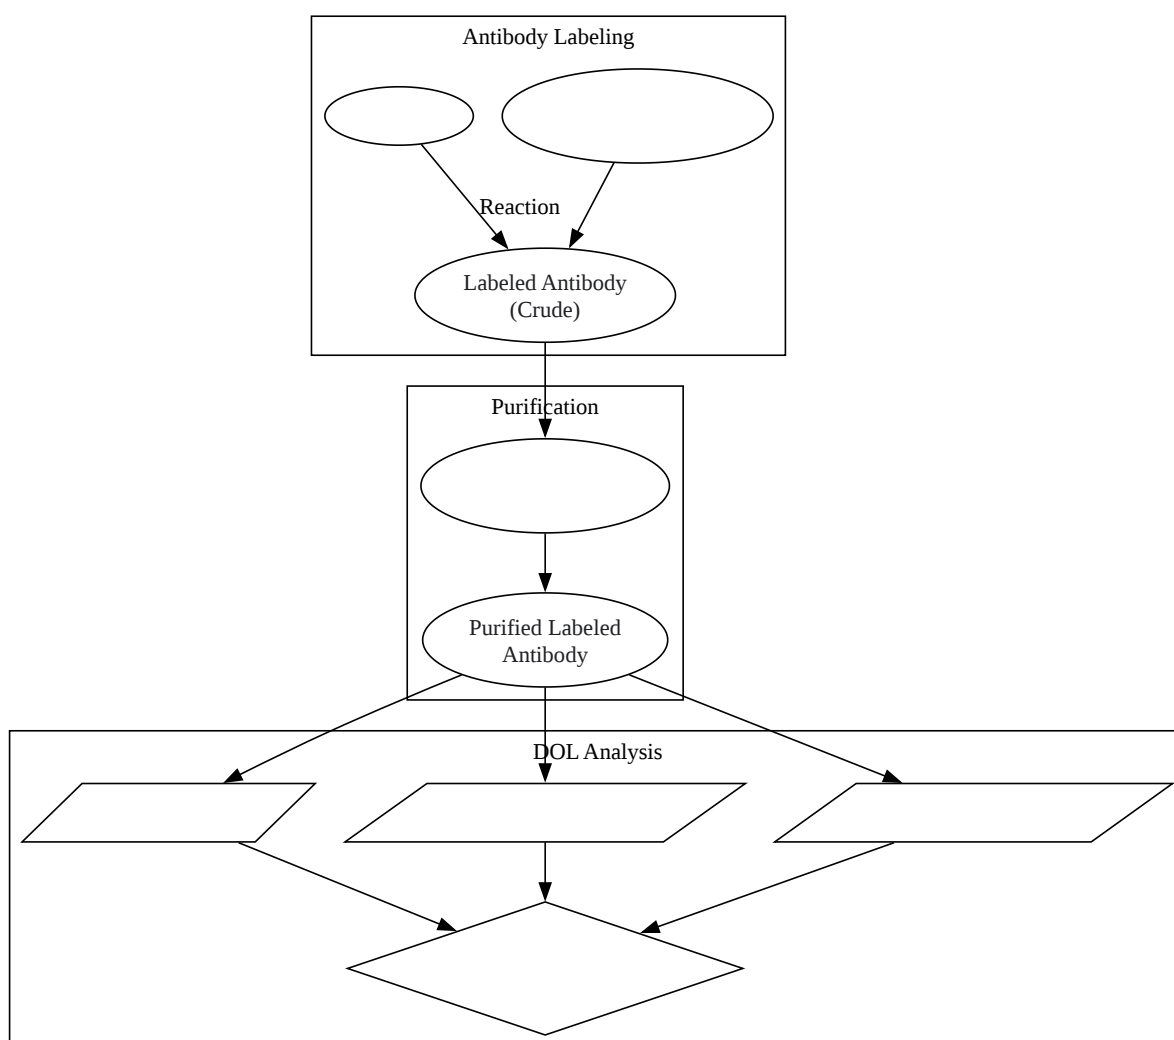 Antibody Labeling
Reaction
Labeled Antibody
(Crude)
Purification
Purified Labeled
Antibody
DOL Analysis